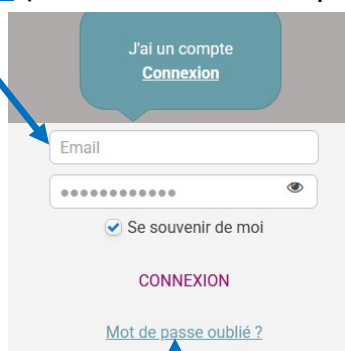 J'ai un compte
Connexion
Email
Se souvenir de moi
CONNEXION
Mot de passe oublié ?